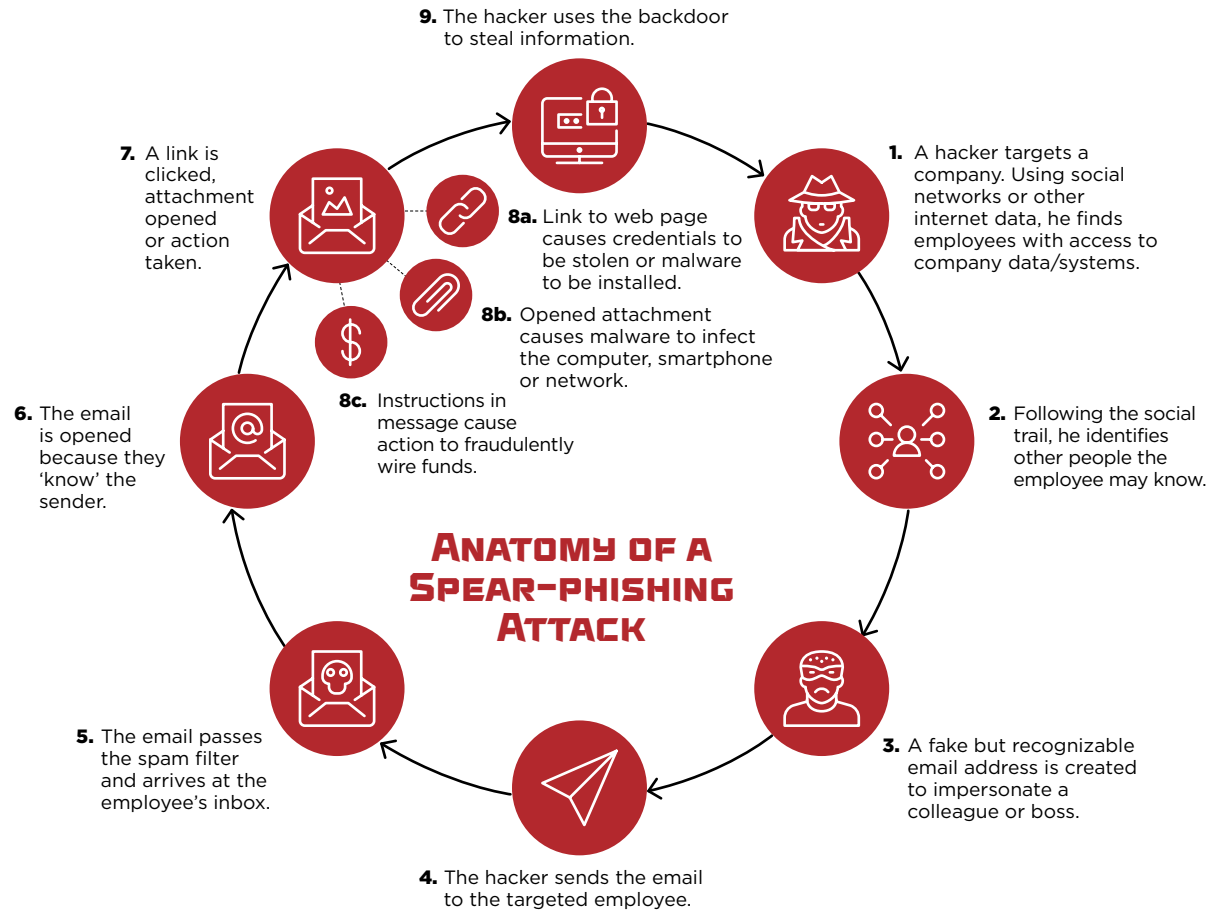 ANATOMY OF A
SPEAR-PHISHING
ATTACK
1. A hacker targets a
company. Using social
networks or other
internet data, he finds
employees with access to
company data/systems.
2. Following the social
trail, he identifies
other people the
employee may know.
3. A fake but recognizable
email address is created
to impersonate a
colleague or boss.
4. The hacker sends the email
to the targeted employee.
5. The email passes
the spam filter
and arrives at the
employee’s inbox.
6. The email
is opened
because they
‘know’ the
sender.
7. A link is
clicked,
attachment
opened
or action
taken.
8a. Link to web page
causes credentials to
be stolen or malware
to be installed.
8b. Opened attachment
causes malware to infect
the computer, smartphone
or network.
8c. Instructions in
message cause
action to fraudulently
wire funds.
9. The hacker uses the backdoor
to steal information.